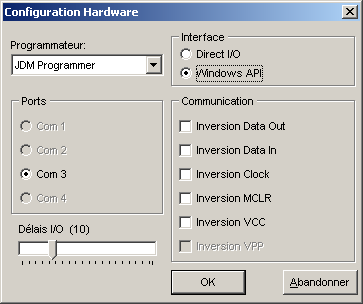 Configuration Hardware
Programmateur:
JDM Programmer
Interface
Direct I/O
Windows API
Ports
Com 1
Com 2
Com 3
Com 4
Communication
Inversion Data Out
Inversion Data In
Inversion Clock
Inversion MCLR
Inversion VCC
Inversion VPP
Délais I/O (10)
OK
Abandonner